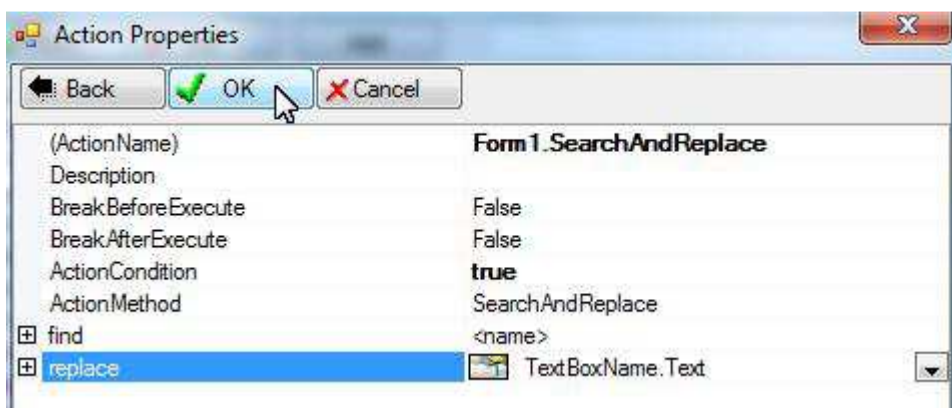 Action Properties
Back OK Cancel
(ActionName) Form1.SearchAndReplace
Description
BreakBeforeExecute False
BreakAfterExecute False
ActionCondition true
ActionMethod SearchAndReplace
find <name>
replace TextBoxName.Text